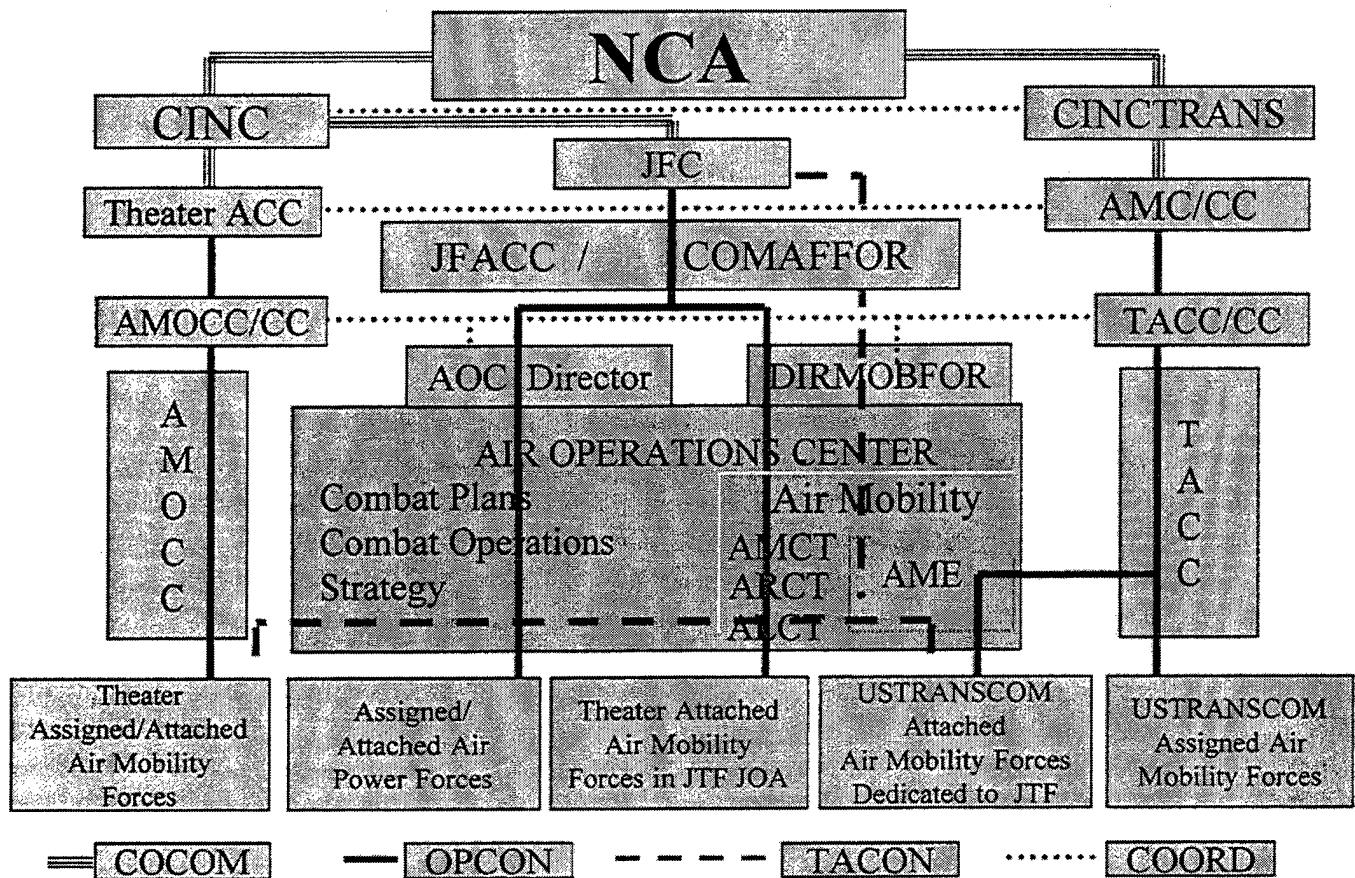 NCA
CINC
CINCTRANS
JFC
Theater ACC
AMC/CC
JFACC / COMAFFOR
AMOCC/CC
TACC/CC
AOC Director
DIRMOBFOR
A
M
O
C
C
AIR OPERATIONS CENTER
Combat Plans
Combat Operations
Strategy
Air Mobility
AMCT
ARCT
ALCT
AME
T
A
C
C
Theater
Assigned/Attached
Air Mobility
Forces
Assigned/
Attached Air
Power Forces
Theater Attached
Air Mobility
Forces in JTF JOA
USTRANSCOM
Attached
Air Mobility Forces
Dedicated to JTF
USTRANSCOM
Assigned Air
Mobility Forces
COCOM
OPCON
TACON
COORD